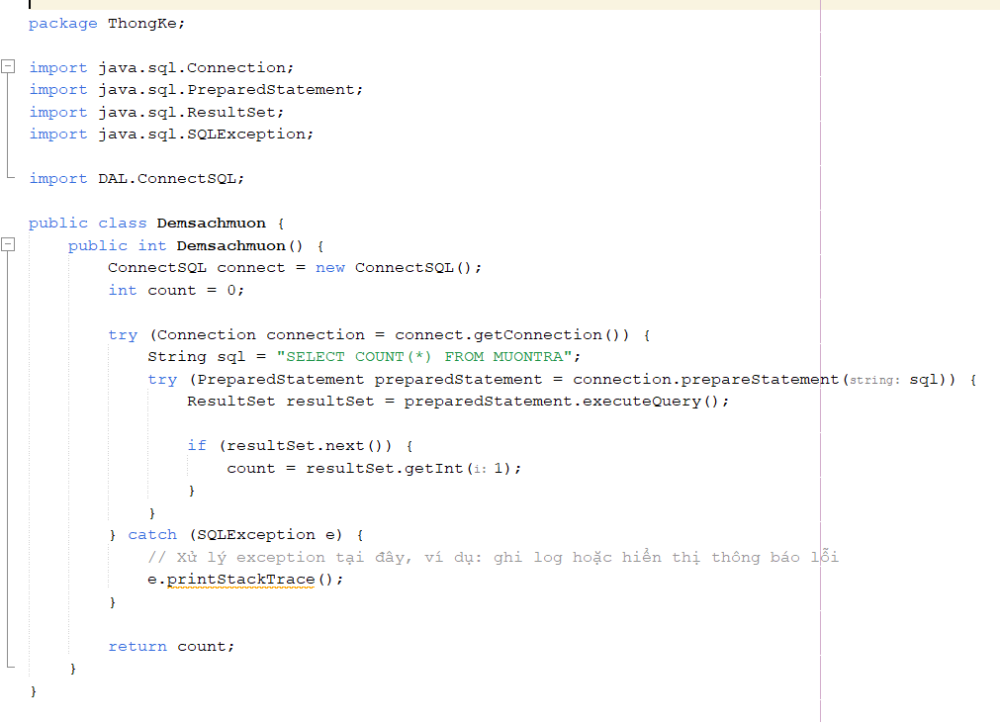 package ThongKe;
import java.sql.Connection;
import java.sql.PreparedStatement;
import java.sql.ResultSet;
import java.sql.SQLException;
import DAL.ConnectSQL;
public class Demsachmuon {
public int Demsachmuon() {
ConnectSQL connect = new ConnectSQL();
int count = 0;
try (Connection connection = connect.getConnection()) {
String sql = "SELECT COUNT(*) FROM MUONTRA";
try (PreparedStatement preparedStatement = connection.prepareStatement(string: sql)) {
ResultSet resultSet = preparedStatement.executeQuery();
if (resultSet.next()) {
count = resultSet.getInt(i: 1);
}
}
} catch (SQLException e) {
// Xử lý exception tại đây, ví dụ: ghi log hoặc hiển thị thông báo lỗi
e.printStackTrace();
}
return count;
}
}